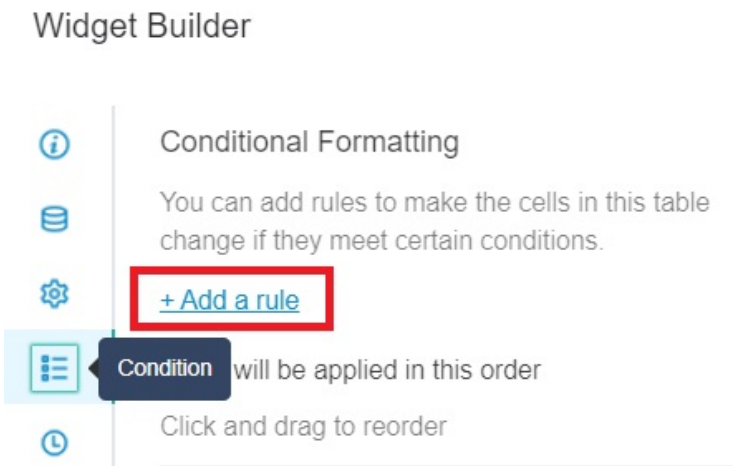 Widget Builder
Conditional Formatting
You can add rules to make the cells in this table
change if they meet certain conditions.
+ Add a rule
Condition
will be applied in this order
Click and drag to reorder